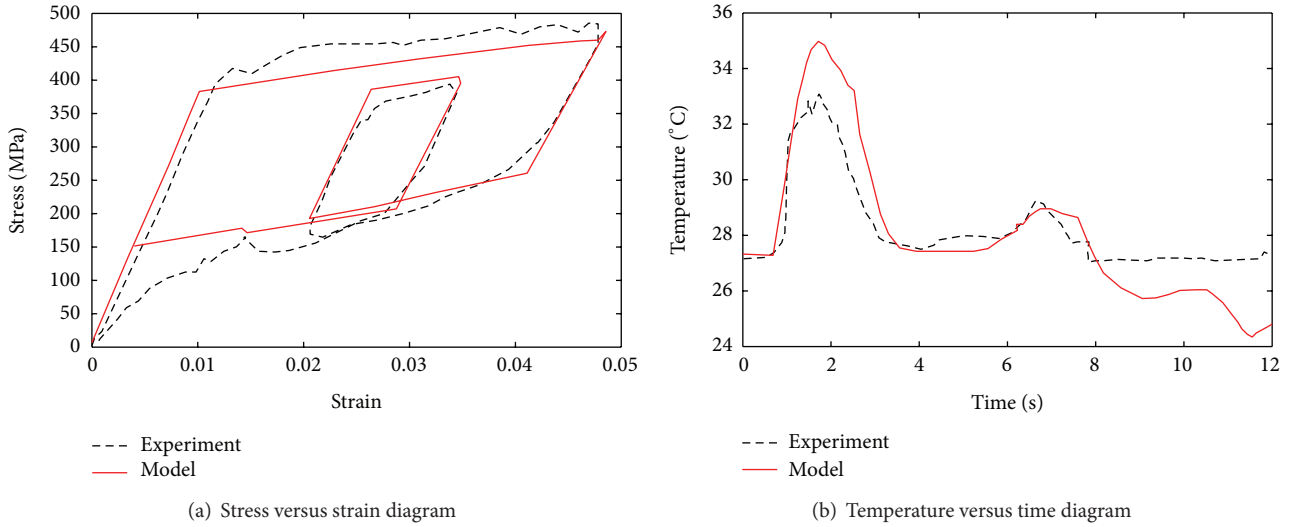 500
450
400
350
300
250
200
150
100
50
0
Stress (MPa)
0 0.01 0.02 0.03 0.04 0.05
Strain
Experiment
Model
(a) Stress versus strain diagram
36
34
32
30
28
26
24
Temperature (°C)
0 2 4 6 8 10 12
Time (s)
Experiment
Model
(b) Temperature versus time diagram